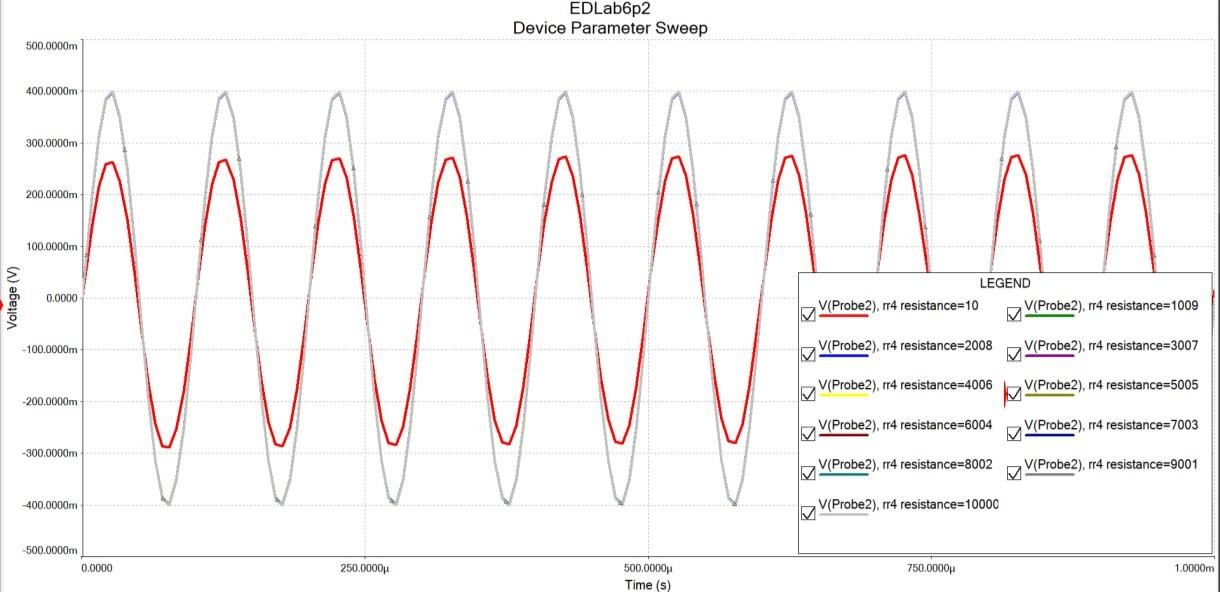 EDLab6p2
Device Parameter Sweep
500.0000m
400.0000m
300.0000m
200.0000m
100.0000m
0.0000
-100.0000m
-200.0000m
-300.0000m
-400.0000m
-500.0000m
Voltage (V)
LEGEND
V(Probe2), rr4 resistance=10
V(Probe2), rr4 resistance=1009
V(Probe2), rr4 resistance=2008
V(Probe2), rr4 resistance=3007
V(Probe2), rr4 resistance=4006
V(Probe2), rr4 resistance=5005
V(Probe2), rr4 resistance=6004
V(Probe2), rr4 resistance=7003
V(Probe2), rr4 resistance=8002
V(Probe2), rr4 resistance=9001
V(Probe2), rr4 resistance=10000
0.0000
250.0000µ
500.0000µ
750.0000µ
1.0000m
Time (s)